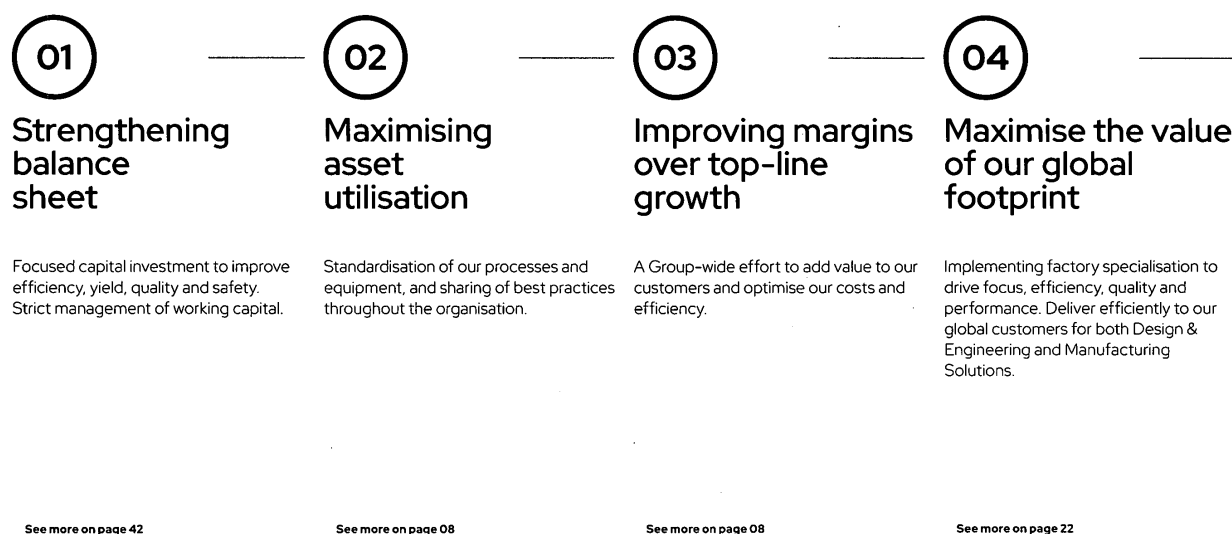 01
Strengthening
balance
sheet
Focused capital investment to improve
efficiency, yield, quality and safety.
Strict management of working capital.
See more on page 42
02
Maximising
asset
utilisation
Standardisation of our processes and
equipment, and sharing of best practices
throughout the organisation.
See more on page 08
03
Improving margins
over top-line
growth
A Group-wide effort to add value to our
customers and optimise our costs and
efficiency.
See more on page 08
04
Maximise the value
of our global
footprint
Implementing factory specialisation to
drive focus, efficiency, quality and
performance. Deliver efficiently to our
global customers for both Design &
Engineering and Manufacturing
Solutions.
See more on page 22